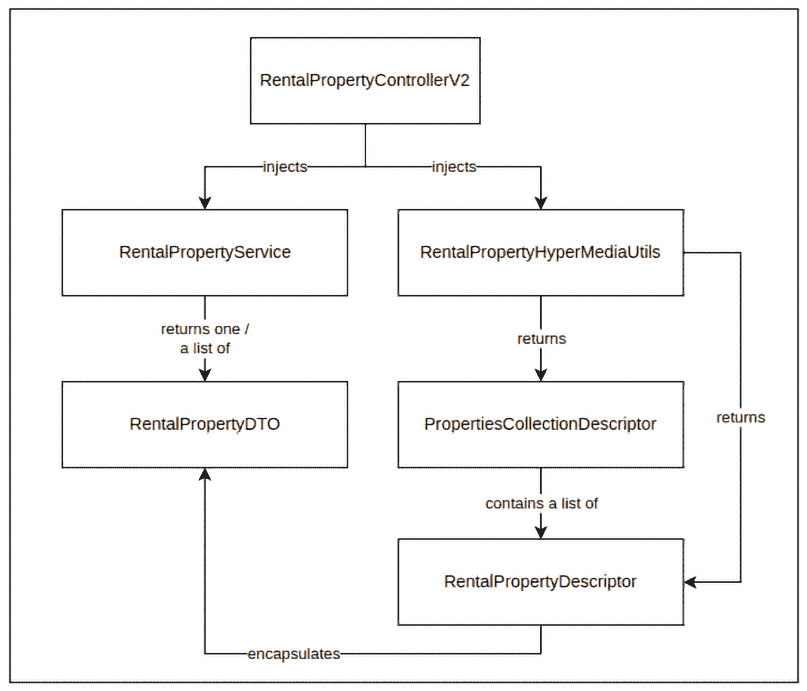 RentalPropertyControllerV2
injects
injects
RentalPropertyService
RentalPropertyHyperMediaUtils
returns one /
a list of
returns
RentalPropertyDTO
PropertiesCollectionDescriptor
returns
contains a list of
RentalPropertyDescriptor
encapsulates